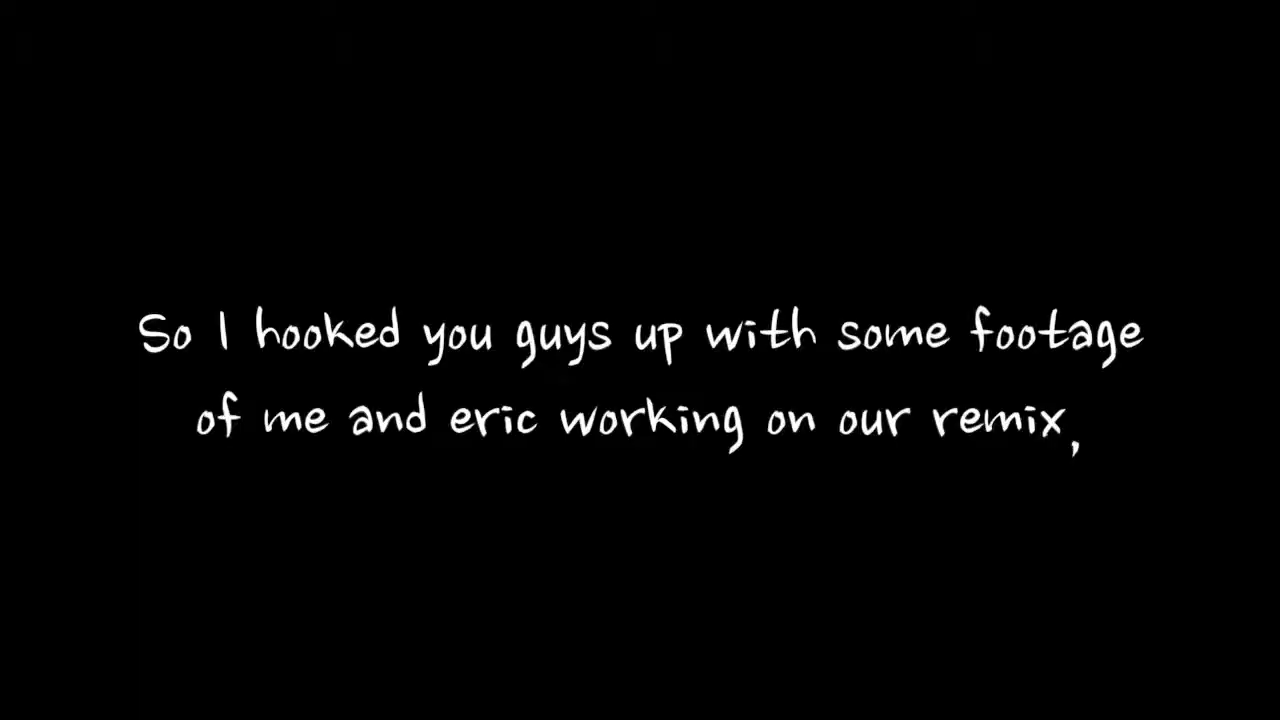 So I hooked you guys up with some footage
of me and eric working on our remix,